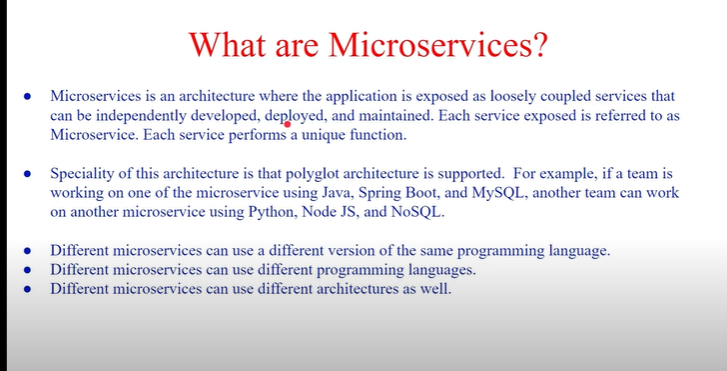 What are Microservices?
● Microservices is an architecture where the application is exposed as loosely coupled services that
can be independently developed, deployed, and maintained. Each service exposed is referred to as
Microservice. Each service performs a unique function.
● Speciality of this architecture is that polyglot architecture is supported.  For example, if a team is
working on one of the microservice using Java, Spring Boot, and MySQL, another team can work
on another microservice using Python, Node JS, and NoSQL.
● Different microservices can use a different version of the same programming language.
● Different microservices can use different programming languages.
● Different microservices can use different architectures as well.